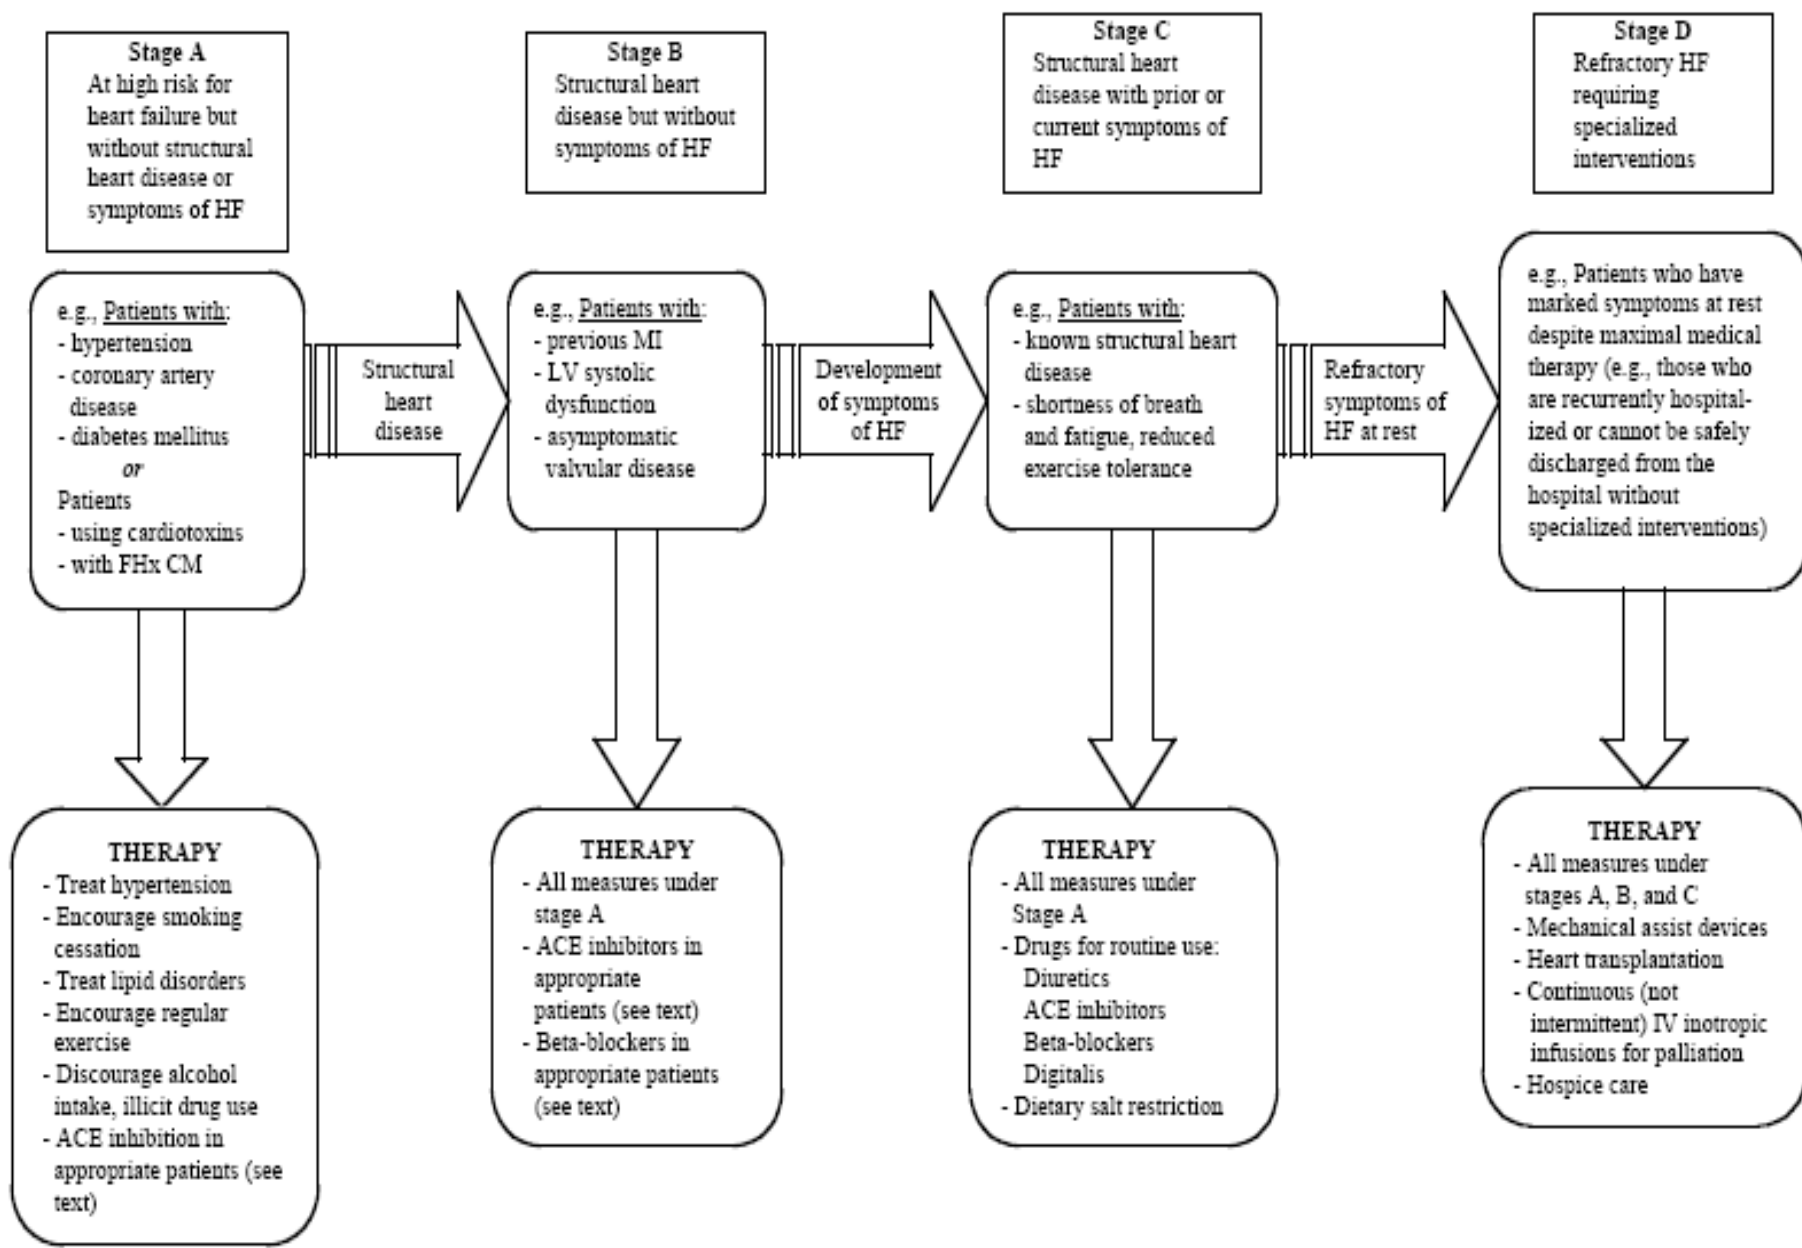 Stage A
At high risk for
heart failure but
without structural
heart disease or
symptoms of HF
Stage B
Structural heart
disease but without
symptoms of HF
Stage C
Structural heart
disease with prior or
current symptoms of
HF
Stage D
Refractory HF
requiring
specialized
interventions
e.g., Patients with:
- hypertension
- coronary artery
disease
- diabetes mellitus
or
Patients
- using cardiotoxins
- with FHx CM
Structural
heart
disease
e.g., Patients with:
- previous MI
- LV systolic
dysfunction
- asymptomatic
valvular disease
Development
of symptoms
of HF
e.g., Patients with:
- known structural heart
disease
- shortness of breath
and fatigue, reduced
exercise tolerance
Refractory
symptoms of
HF at rest
e.g., Patients who have
marked symptoms at rest
despite maximal medical
therapy (e.g., those who
are recurrently hospital-
ized or cannot be safely
discharged from the
hospital without
specialized interventions)
THERAPY
- Treat hypertension
- Encourage smoking
cessation
- Treat lipid disorders
- Encourage regular
exercise
- Discourage alcohol
intake, illicit drug use
- ACE inhibition in
appropriate patients (see
text)
THERAPY
- All measures under
stage A
- ACE inhibitors in
appropriate
patients (see text)
- Beta-blockers in
appropriate patients
(see text)
THERAPY
- All measures under
Stage A
- Drugs for routine use:
Diuretics
ACE inhibitors
Beta-blockers
Digitalis
- Dietary salt restriction
THERAPY
- All measures under
stages A, B, and C
- Mechanical assist devices
- Heart transplantation
- Continuous (not
intermittent) IV inotropic
infusions for palliation
- Hospice care